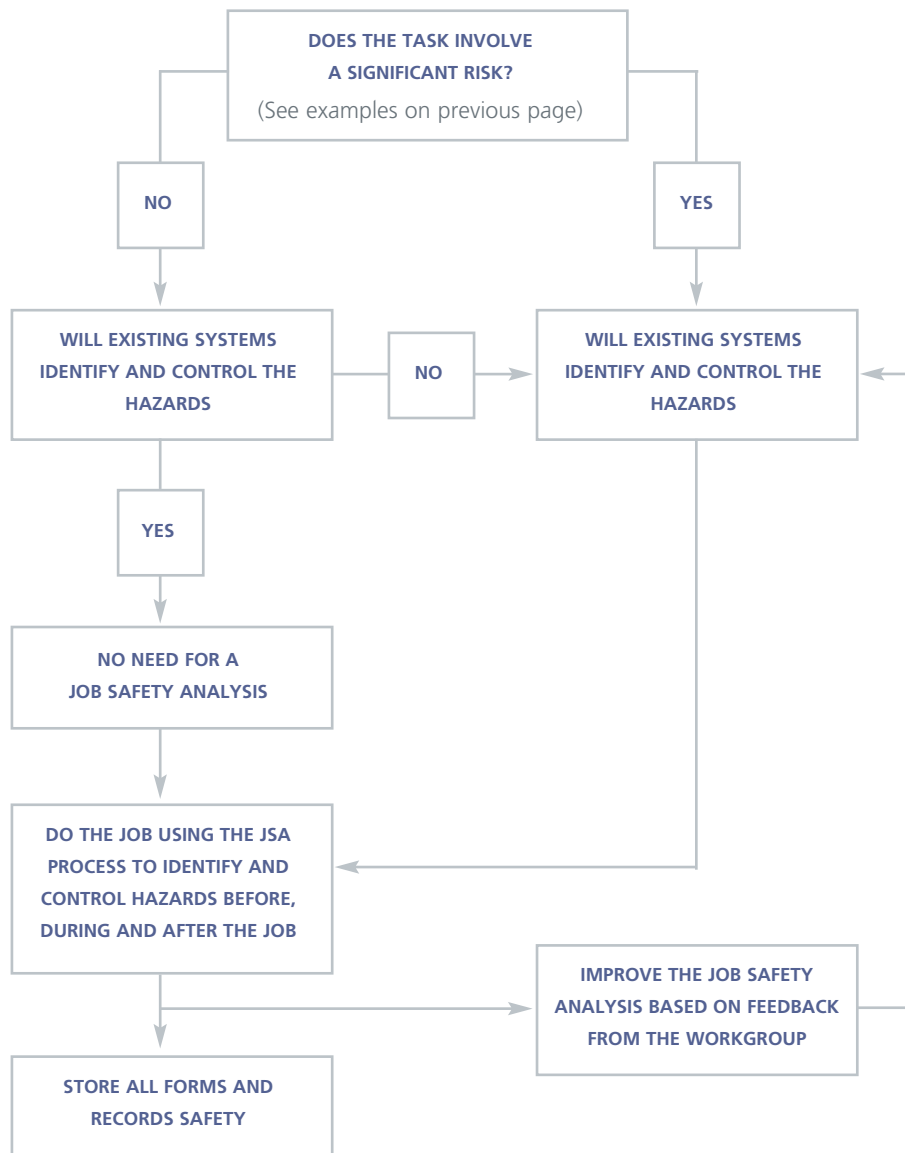 DOES THE TASK INVOLVE
A SIGNIFICANT RISK?
(See examples on previous page)
NO
YES
WILL EXISTING SYSTEMS
IDENTIFY AND CONTROL THE
HAZARDS
NO
WILL EXISTING SYSTEMS
IDENTIFY AND CONTROL THE
HAZARDS
YES
NO NEED FOR A
JOB SAFETY ANALYSIS
DO THE JOB USING THE JSA
PROCESS TO IDENTIFY AND
CONTROL HAZARDS BEFORE,
DURING AND AFTER THE JOB
IMPROVE THE JOB SAFETY
ANALYSIS BASED ON FEEDBACK
FROM THE WORKGROUP
STORE ALL FORMS AND
RECORDS SAFETY